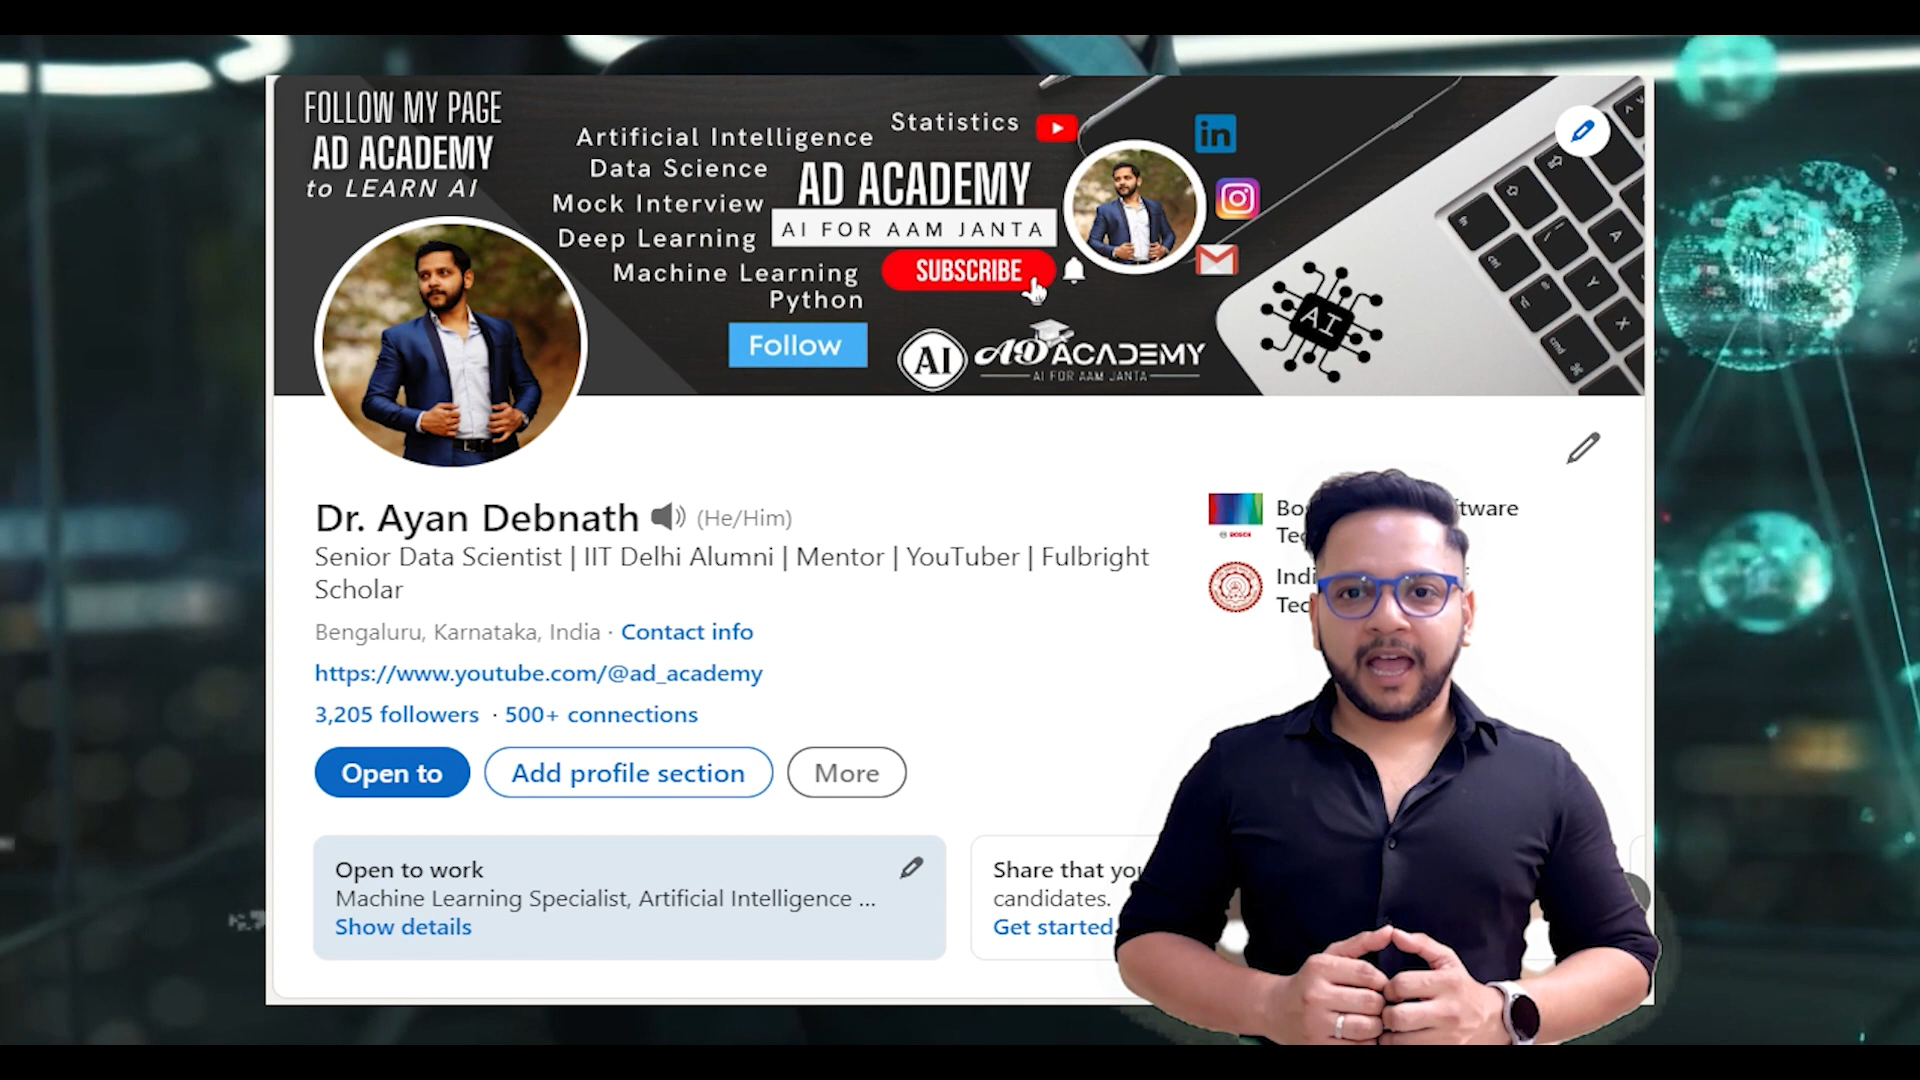 FOLLOW MY PAGE
AD ACADEMY
to LEARN AI
Artificial Intelligence
Statistics
Data Science
Mock Interview
Deep Learning
Machine Learning
Python
AD ACADEMY
AI FOR AAM JANTA
SUBSCRIBE
Follow
AI
AD ACADEMY
AI FOR AAM JANTA
in
AI
Dr. Ayan Debnath (He/Him)
Senior Data Scientist | IIT Delhi Alumni | Mentor | YouTuber | Fulbright
Scholar
Bengaluru, Karnataka, India · Contact info
https://www.youtube.com/@ad_academy
3,205 followers · 500+ connections
Open to
Add profile section
More
BOSCH
Open to work
Machine Learning Specialist, Artificial Intelligence ...
Show details
Share that
candidates.
Get started